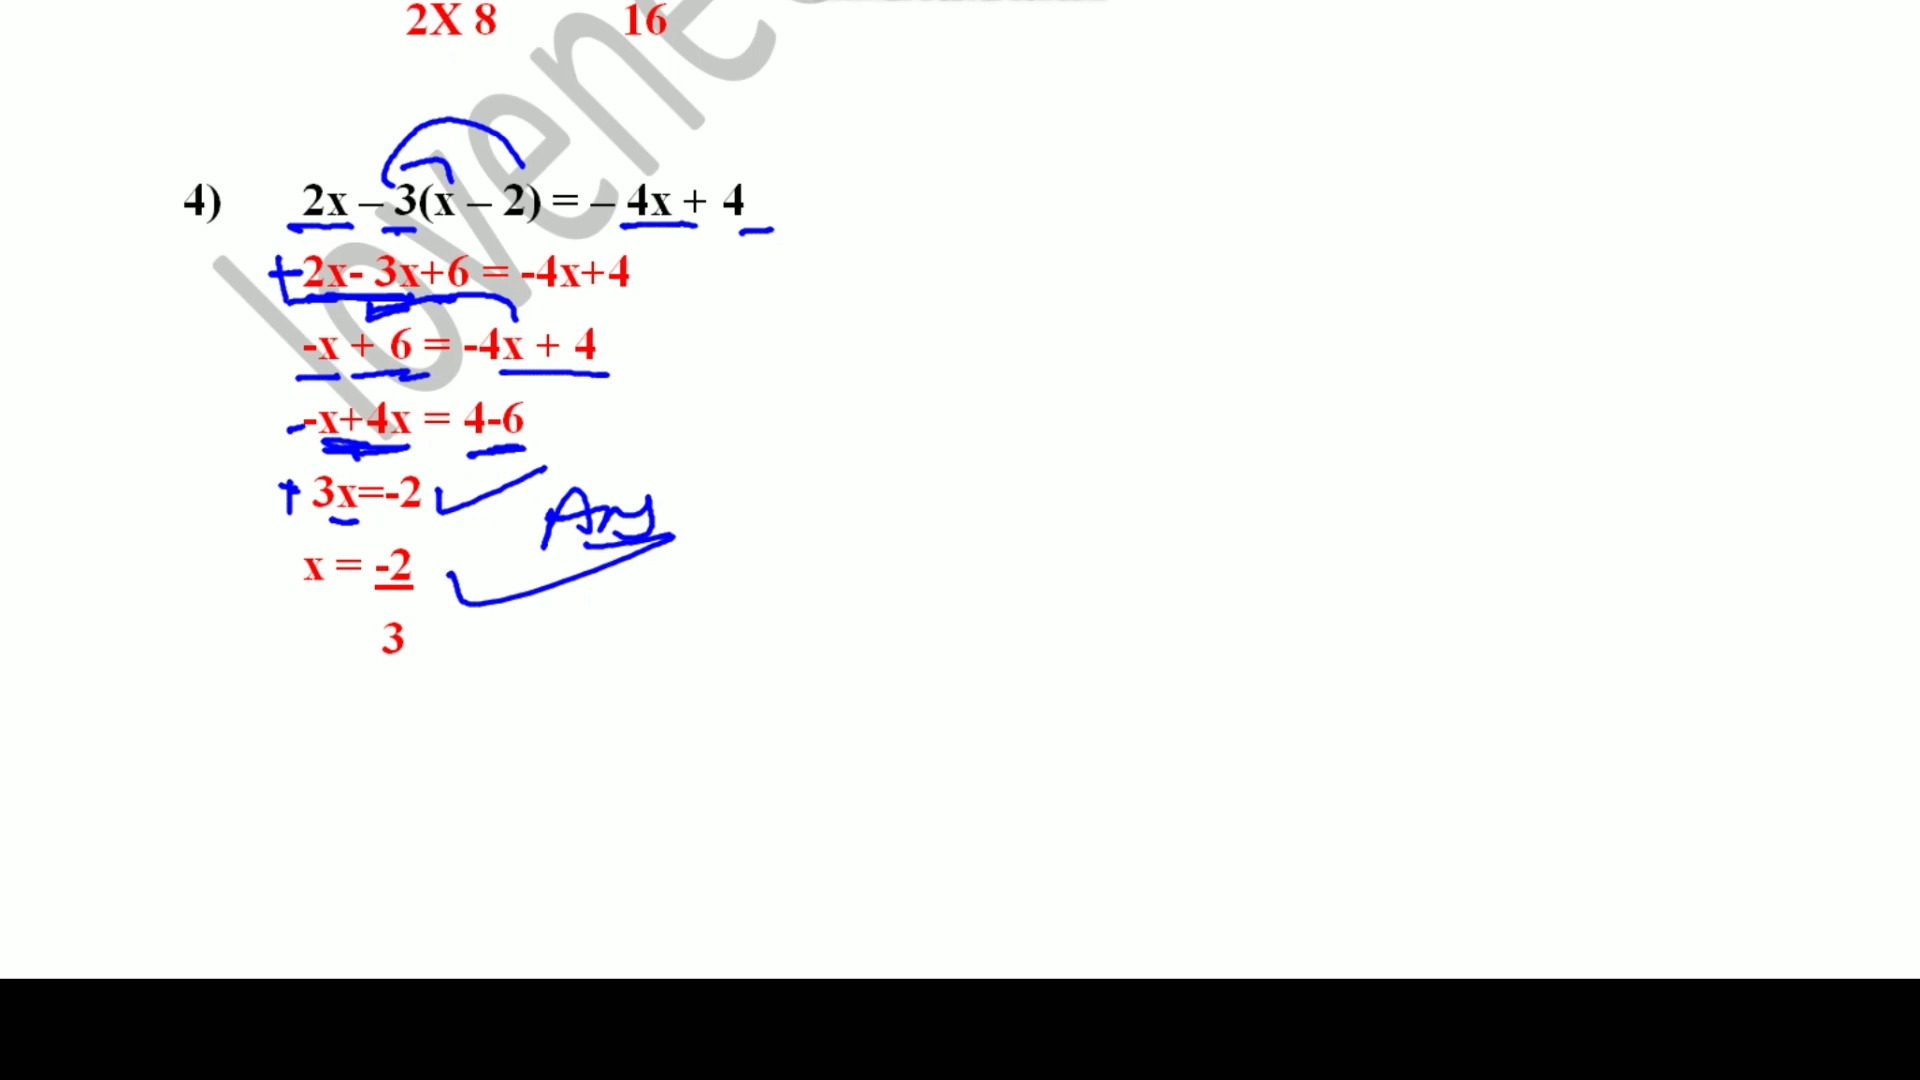 2X 8 16
4) 2x – 3(x – 2) = – 4x + 4
+2x- 3x+6 = -4x+4
-x + 6 = -4x + 4
-x+4x = 4-6
+ 3x=-2
Ans
x = -2
3